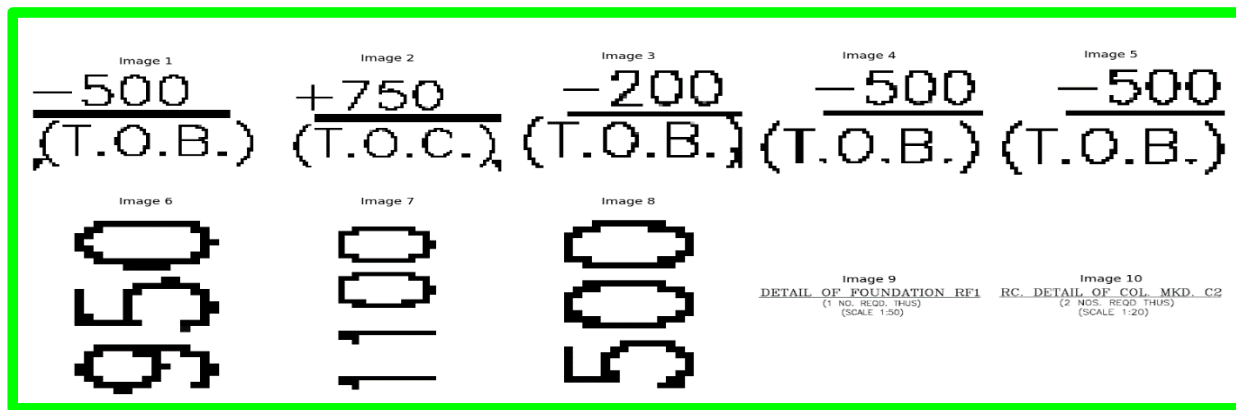 Image 1
-500
(T.O.B.)
Image 2
+750
(T.O.C.)
Image 3
-200
(T.O.B.)
Image 4
-500
(T.O.B.)
Image 5
-500
(T.O.B.)
Image 6
950
Image 7
1100
Image 8
500
Image 9
DETAIL OF FOUNDATION RF1
(1 NO. REQD. THUS)
(SCALE 1:50)
Image 10
RC. DETAIL OF COL. MKD. C2
(2 NOS. REQD THUS)
(SCALE 1:20)